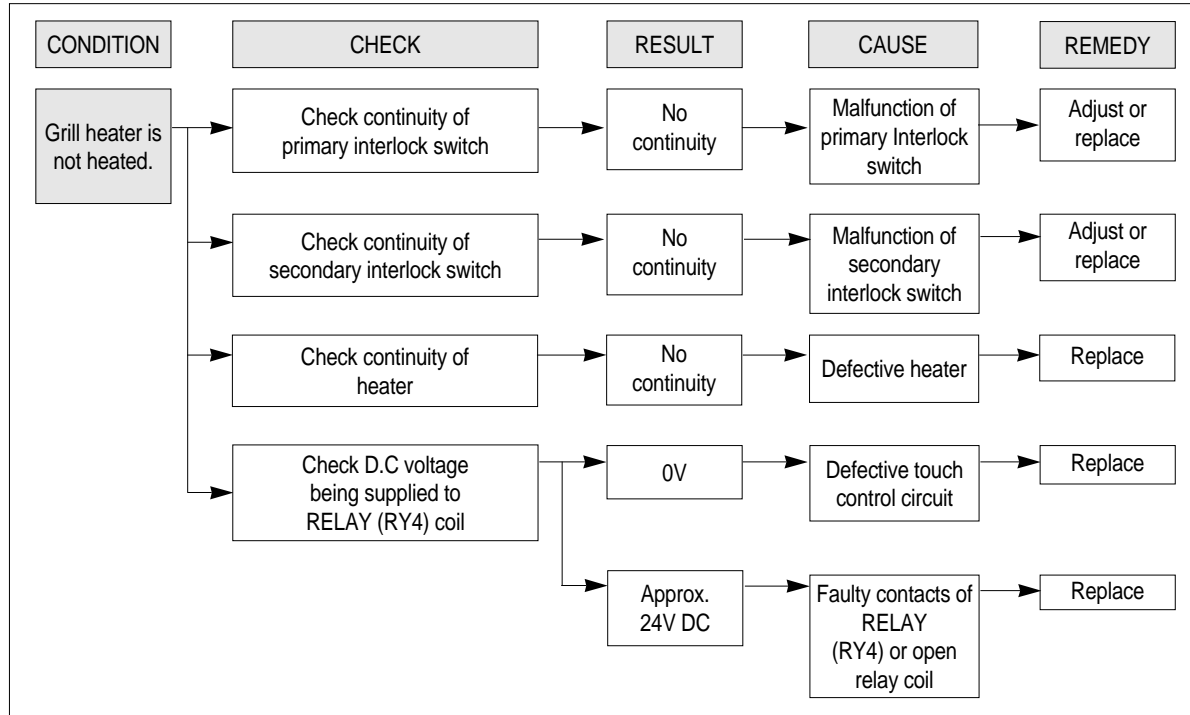 CONDITION
CHECK
RESULT
CAUSE
REMEDY
Grill heater is
not heated.
Check continuity of
primary interlock switch
No
continuity
Malfunction of
primary Interlock
switch
Adjust or
replace
Check continuity of
secondary interlock switch
No
continuity
Malfunction of
secondary
interlock switch
Adjust or
replace
Check continuity of
heater
No
continuity
Defective heater
Replace
Check D.C voltage
being supplied to
RELAY (RY4) coil
0V
Defective touch
control circuit
Replace
Approx.
24V DC
Faulty contacts of
RELAY
(RY4) or open
relay coil
Replace